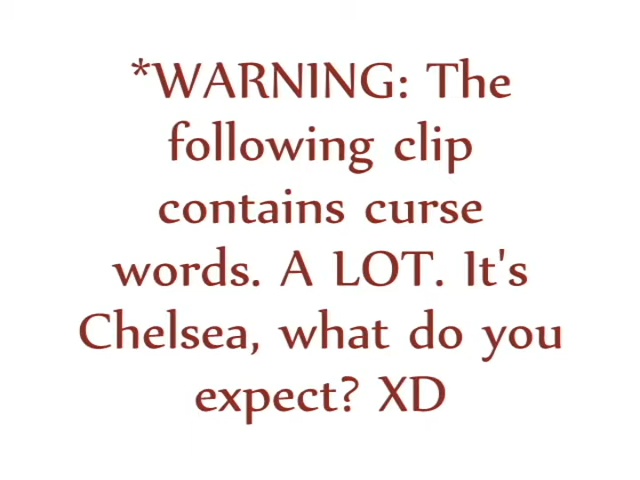 *WARNING: The
following clip
contains curse
words. A LOT. It's
Chelsea, what do you
expect? XD